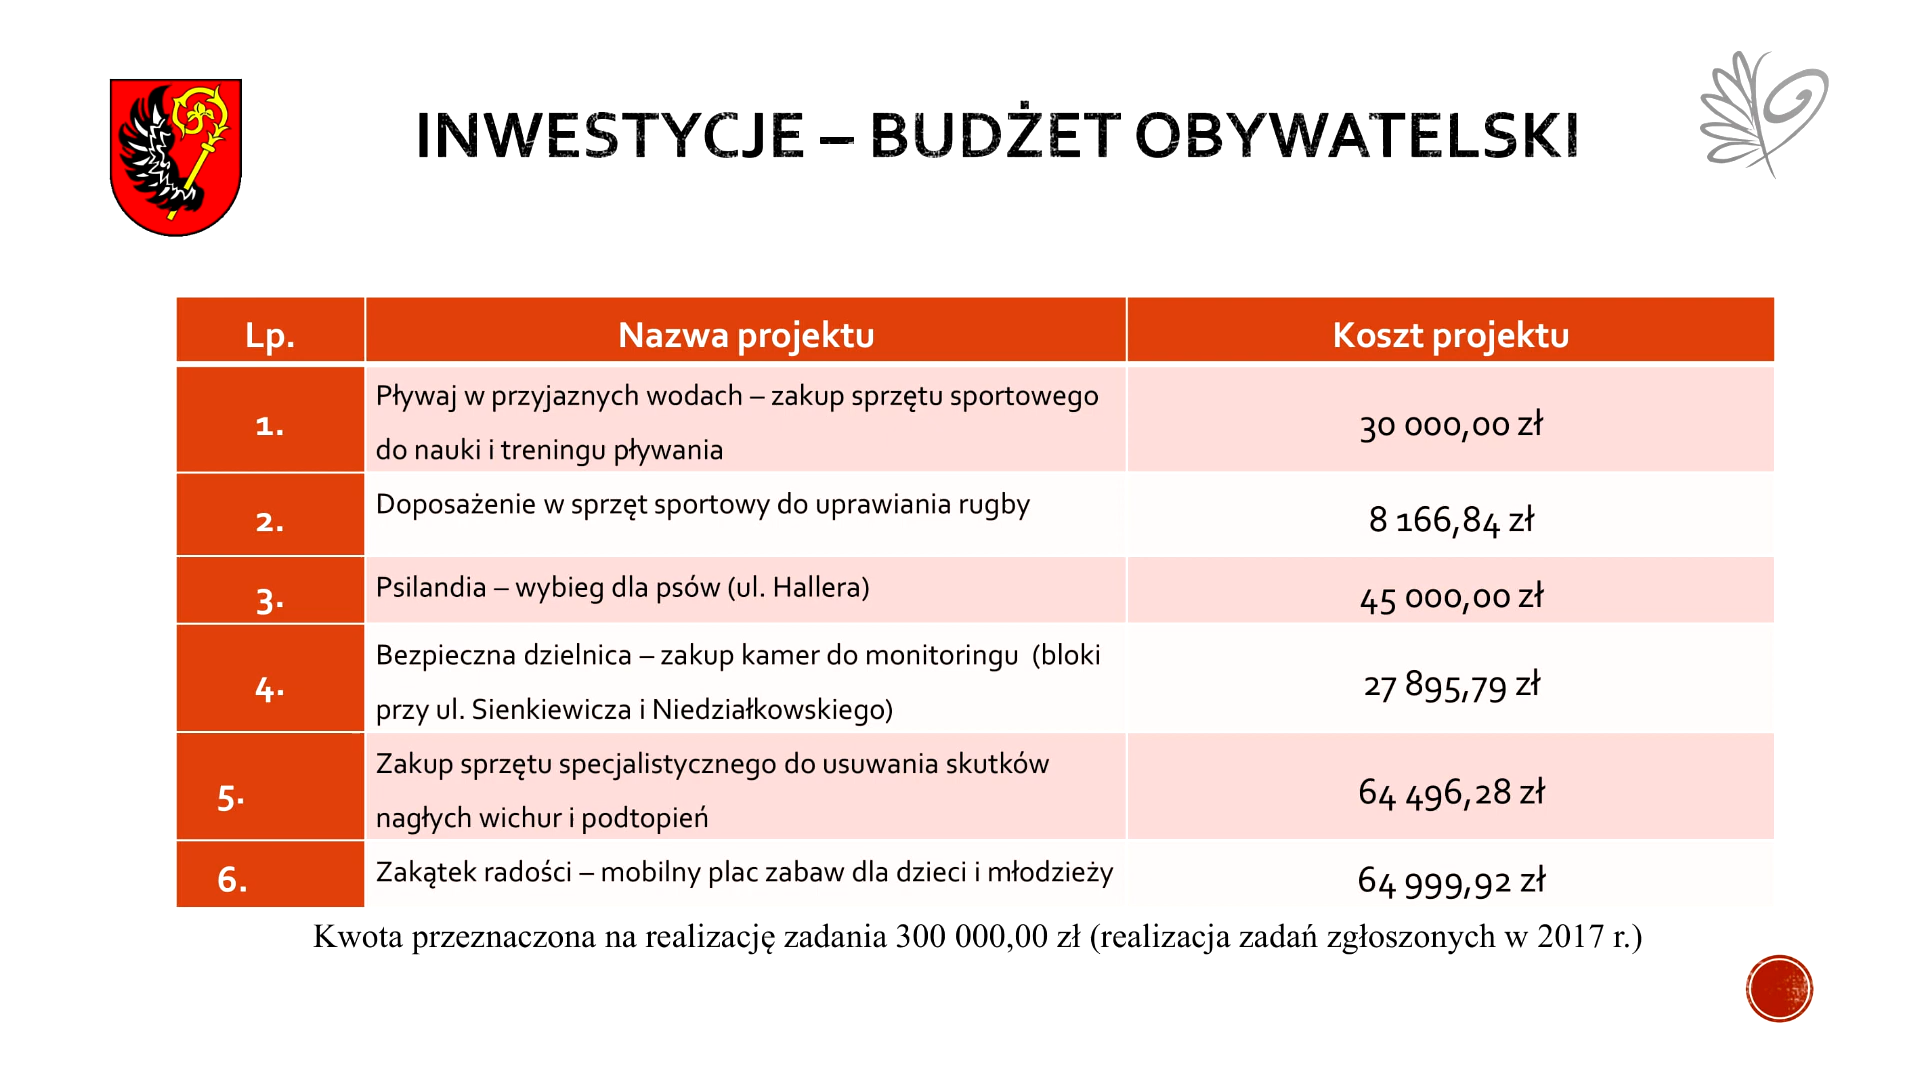 INWESTYCJE – BUDŻET OBYWATELSKI
Lp. Nazwa projektu Koszt projektu
1. Pływaj w przyjaznych wodach – zakup sprzętu sportowego
do nauki i treningu pływania 30 000,00 zł
2. Doposażenie w sprzęt sportowy do uprawiania rugby 8 166,84 zł
3. Psilandia – wybieg dla psów (ul. Hallera) 45 000,00 zł
4. Bezpieczna dzielnica – zakup kamer do monitoringu (bloki
przy ul. Sienkiewicza i Niedziałkowskiego) 27 895,79 zł
5. Zakup sprzętu specjalistycznego do usuwania skutków
nagłych wichur i podtopień 64 496,28 zł
6. Zakątek radości – mobilny plac zabaw dla dzieci i młodzieży 64 999,92 zł
Kwota przeznaczona na realizację zadania 300 000,00 zł (realizacja zadań zgłoszonych w 2017 r.)